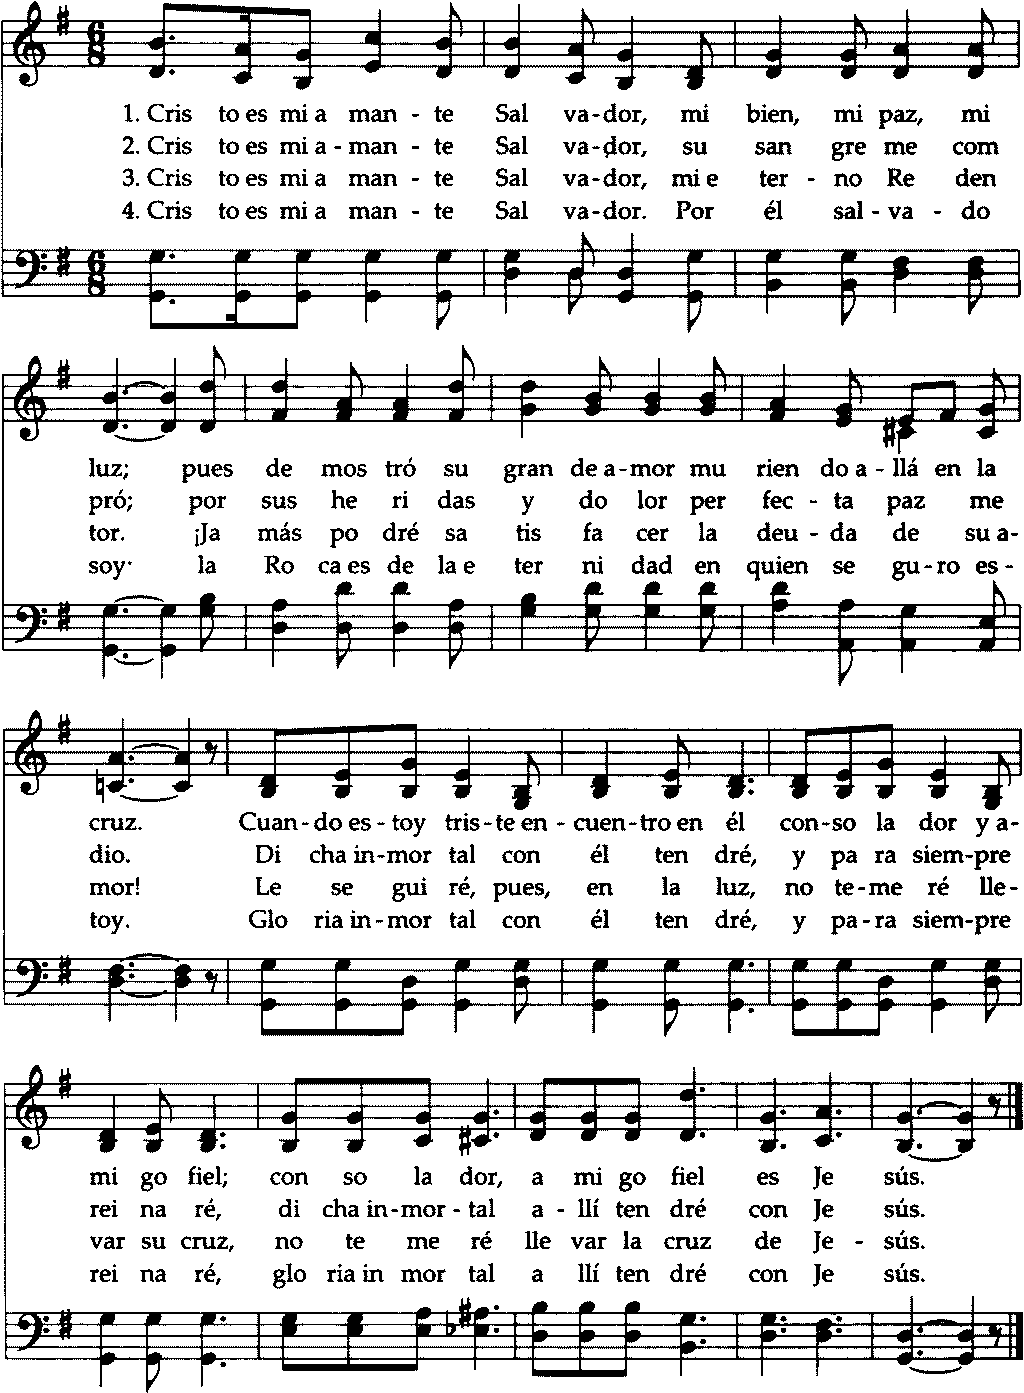 1. Cris to es mi a man - te Sal va-dor, mi bien, mi paz, mi
2. Cris to es mi a-man - te Sal va-dor, su san gre me com
3. Cris to es mi a man - te Sal va-dor, mi e ter - no Re den
4. Cris to es mi a man - te Sal va-dor. Por él sal-va - do
luz; pues de mos tró su gran de a-mor mu rien do a-llá en la
pró; por sus he ri das y do lor per fec - ta paz me
tor. ¡Ja más po dré sa tis fa cer la deu - da de su a-
soy· la Ro ca es de la e ter ni dad en quien se gu-ro es-
cruz. Cuan-do es-toy tris-te en-cuen-tro en él con-so la dor y a-
dio. Di cha in-mor tal con él ten dré, y pa ra siem-pre
mor! Le se gui ré, pues, en la luz, no te-me ré lle-
toy. Glo ria in-mor tal con él ten dré, y pa-ra siem-pre
mi go fiel; con so la dor, a mi go fiel es Je sús.
rei na ré, di cha in-mor-tal a-llí ten dré con Je sús.
var su cruz, no te me ré lle var la cruz de Je - sús.
rei na ré, glo ria in mor tal a llí ten dré con Je sús.